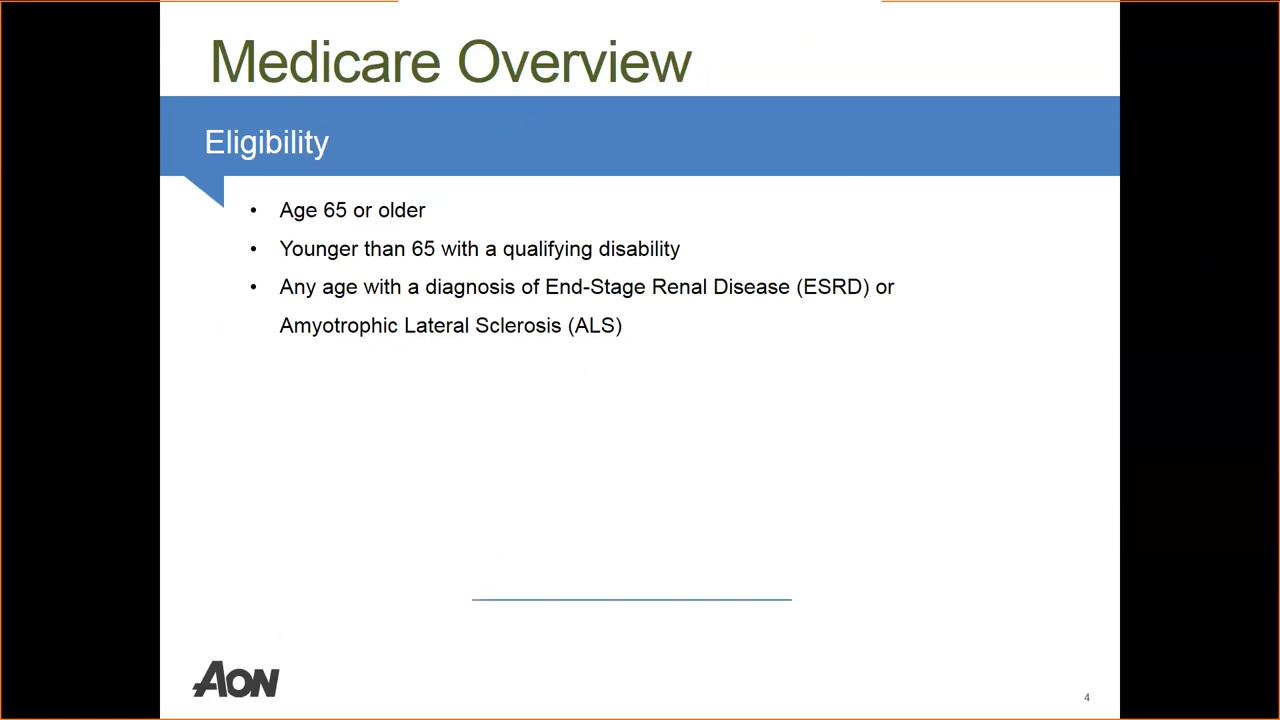 Medicare Overview
Eligibility
• Age 65 or older
• Younger than 65 with a qualifying disability
• Any age with a diagnosis of End-Stage Renal Disease (ESRD) or
Amyotrophic Lateral Sclerosis (ALS)
AON
4